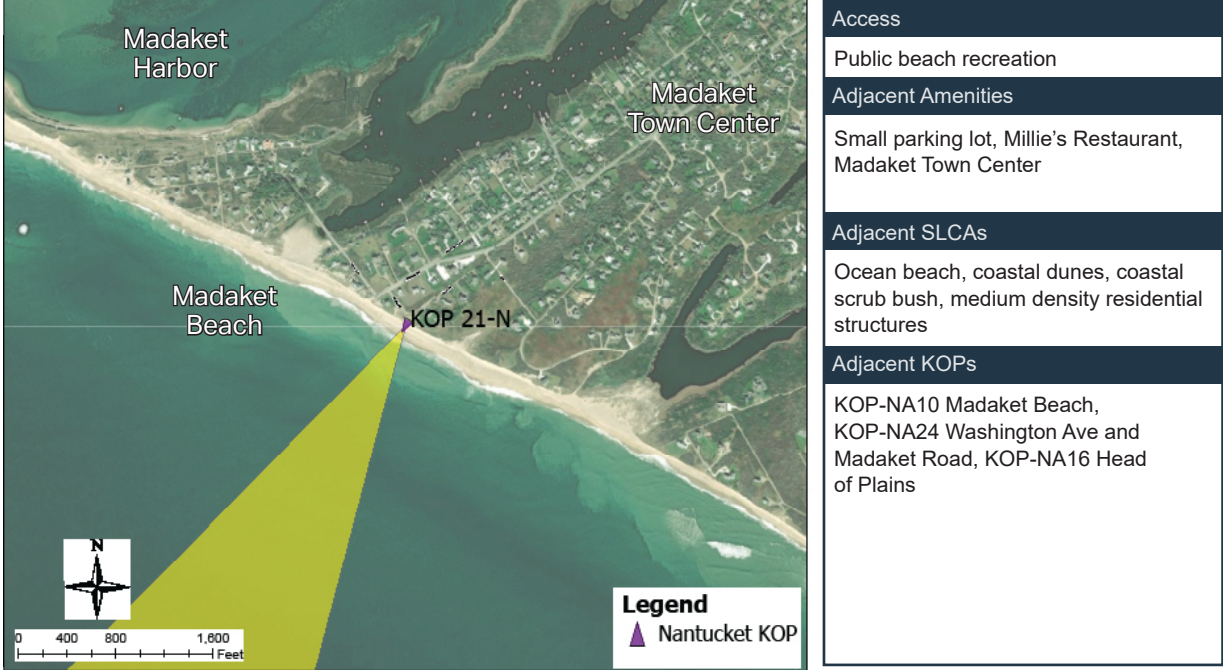 Madaket
Harbor
Madaket
Town Center
Madaket
Beach
KOP 21-N
N
0 400 800 1,600
Feet
Legend
Nantucket KOP
Access
Public beach recreation
Adjacent Amenities
Small parking lot, Millie's Restaurant,
Madaket Town Center
Adjacent SLCAs
Ocean beach, coastal dunes, coastal
scrub bush, medium density residential
structures
Adjacent KOPs
KOP-NA10 Madaket Beach,
KOP-NA24 Washington Ave and
Madaket Road, KOP-NA16 Head
of Plains